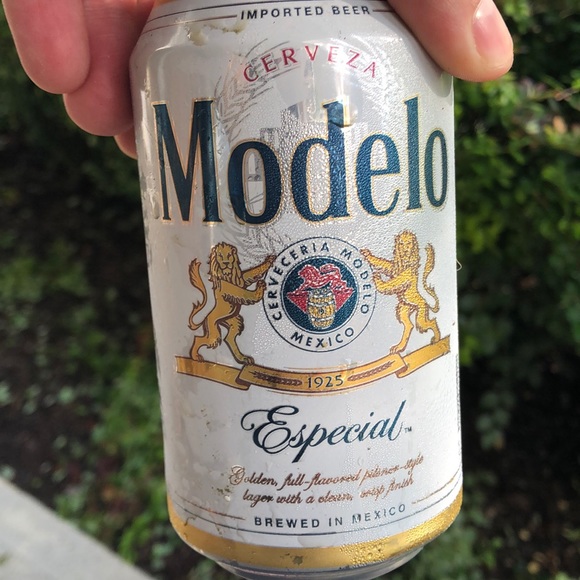 IMPORTED BEER
CERVEZA
Modelo
CERVECERIA MODELO
MEXICO
1925
Especial™
Golden, full-flavored pilsner-style
lager with a clean, crisp finish
BREWED IN MEXICO